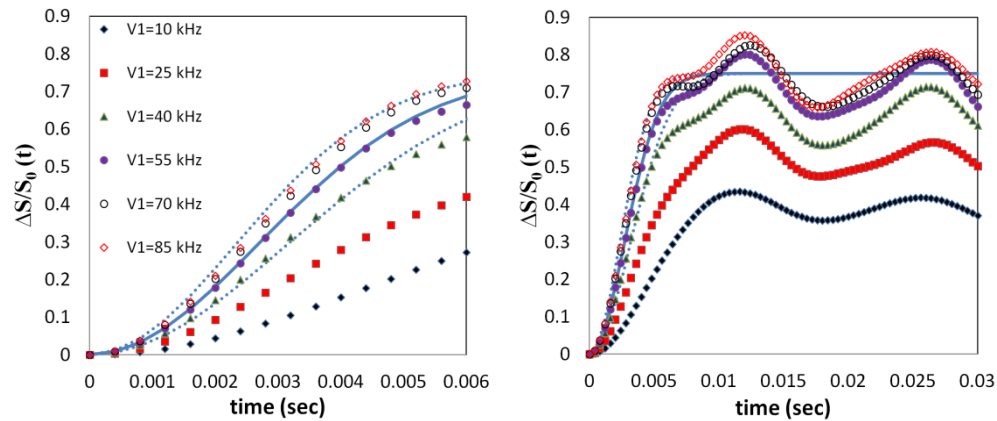 0.9
0.8
0.7
0.6
0.5
0.4
0.3
0.2
0.1
0
V1=10 kHz
V1=25 kHz
V1=40 kHz
V1=55 kHz
V1=70 kHz
V1=85 kHz
ΔS/S₀ (t)
0 0.001 0.002 0.003 0.004 0.005 0.006
time (sec)
0.9
0.8
0.7
0.6
0.5
0.4
0.3
0.2
0.1
0
ΔS/S₀ (t)
0 0.005 0.01 0.015 0.02 0.025 0.03
time (sec)